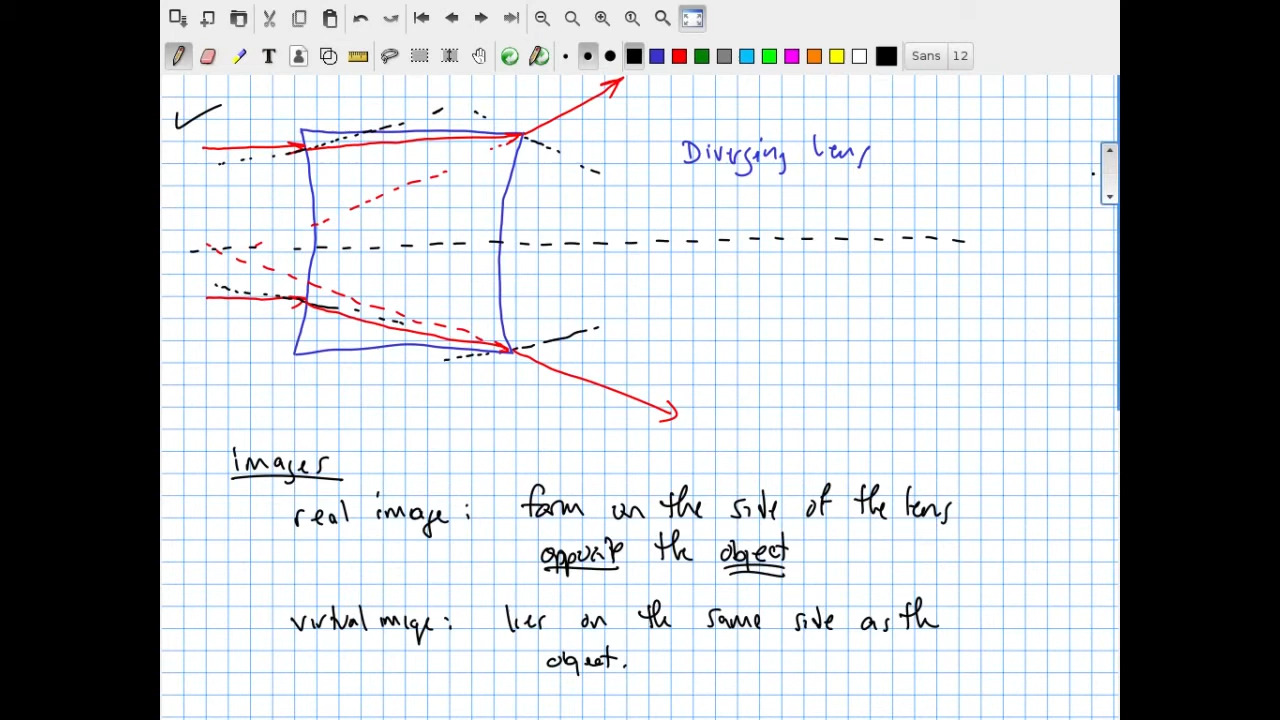 Sans 12
Diverging lens
images
real image: form on the side of the lens
opposite the object
virtual image: lies on the same side as the
object.